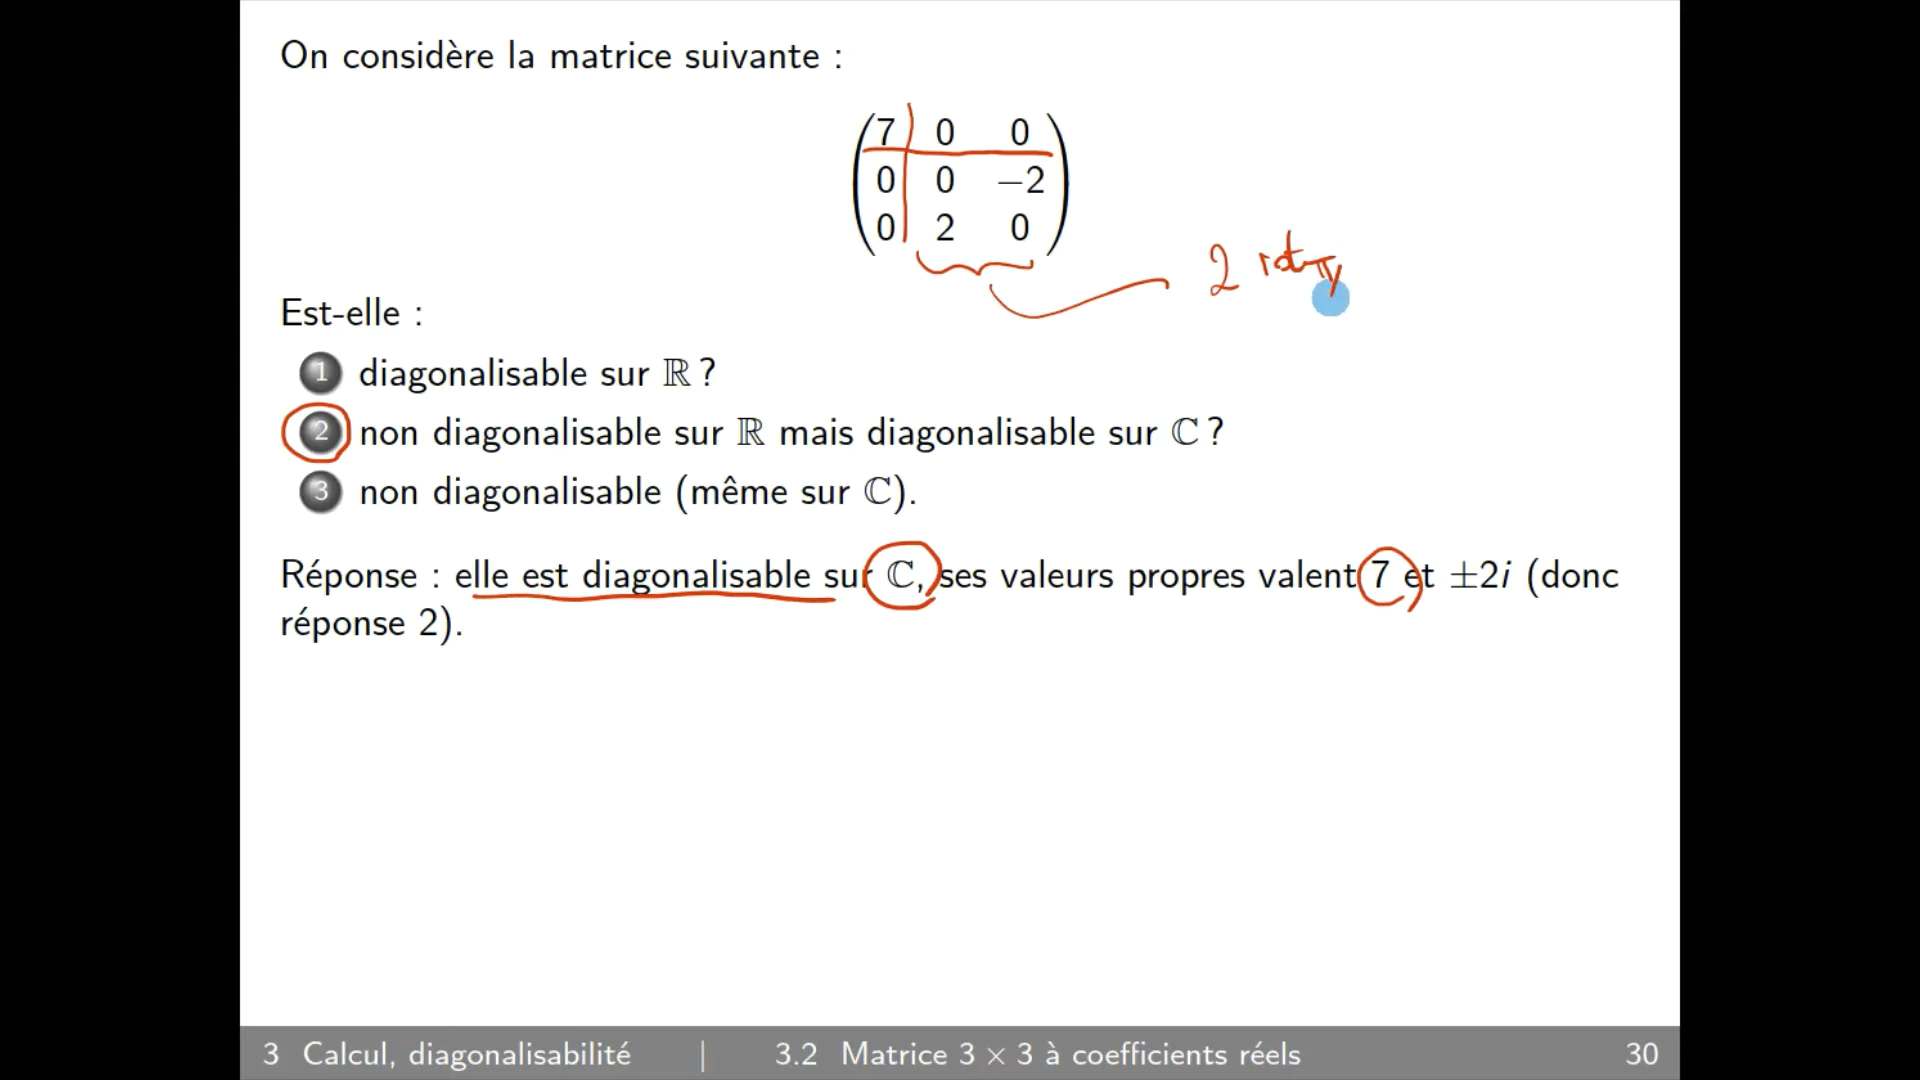 On considère la matrice suivante :
7 0 0
0 0 −2
0 2 0
2 rot π/
Est-elle :
1 diagonalisable sur ℝ ?
2 non diagonalisable sur ℝ mais diagonalisable sur ℂ ?
3 non diagonalisable (même sur ℂ).
Réponse : elle est diagonalisable sur ℂ, ses valeurs propres valent 7 et ±2i (donc
réponse 2).
3 Calcul, diagonalisabilité | 3.2 Matrice 3 × 3 à coefficients réels 30